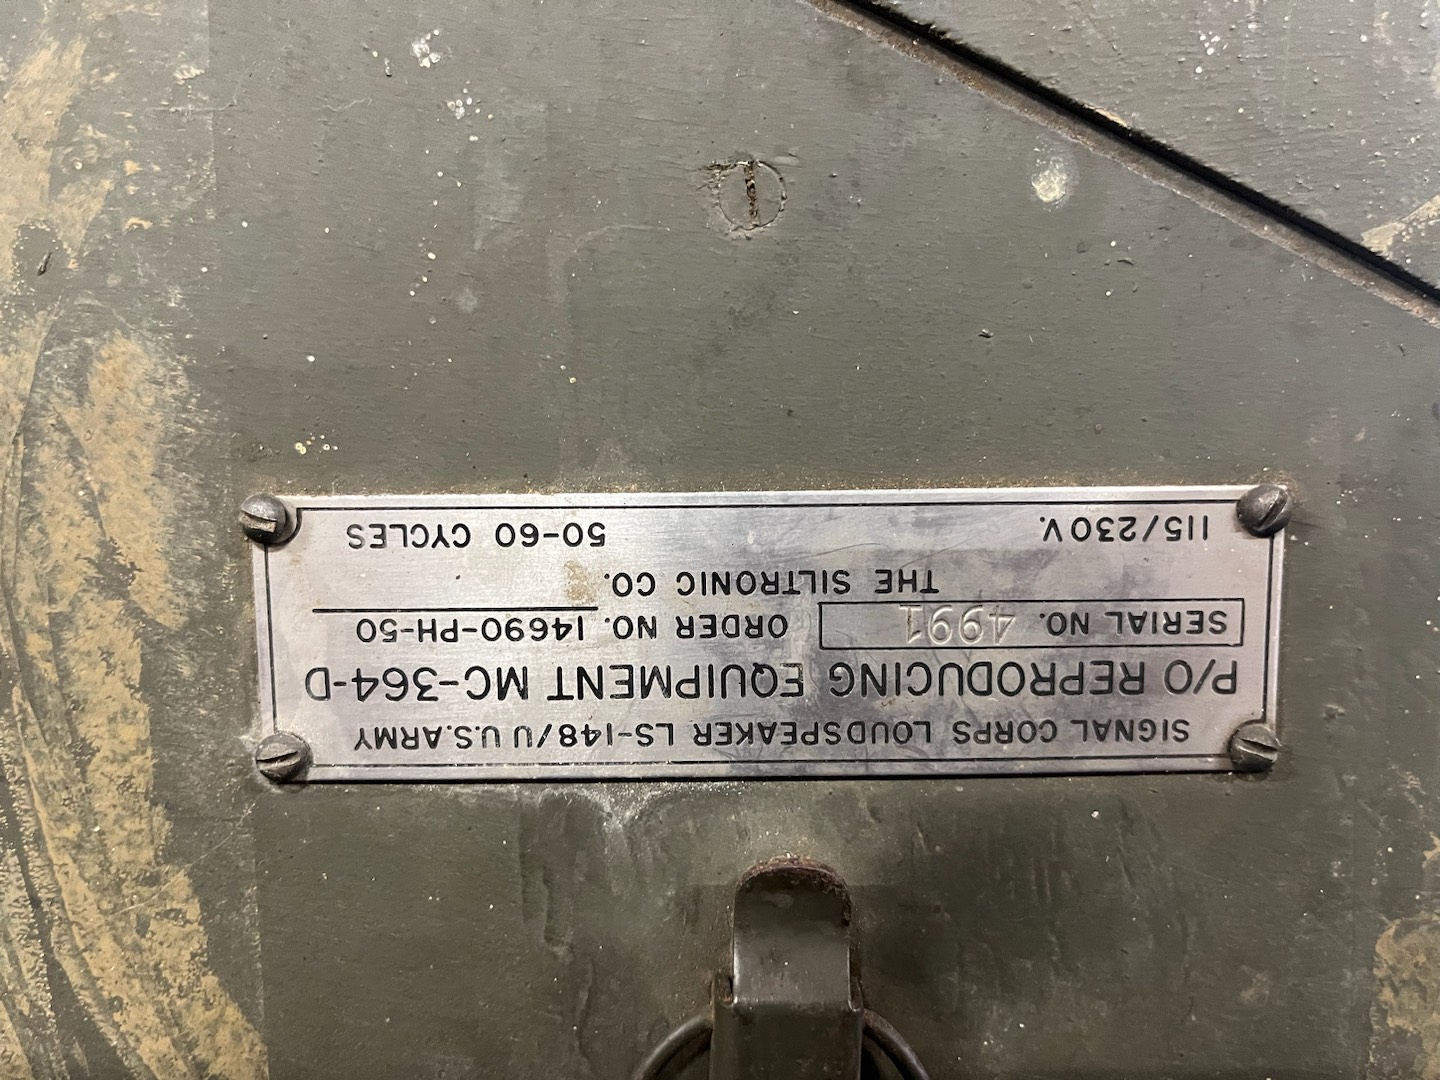 SIGNAL CORPS LOUDSPEAKER LS-148/U U.S. ARMY
P/O REPRODUCING EQUIPMENT MC-364-D
SERIAL NO. 4991 ORDER NO. 14690-PH-50
THE SILTRONIC CO.
115/230V. 50-60 CYCLES